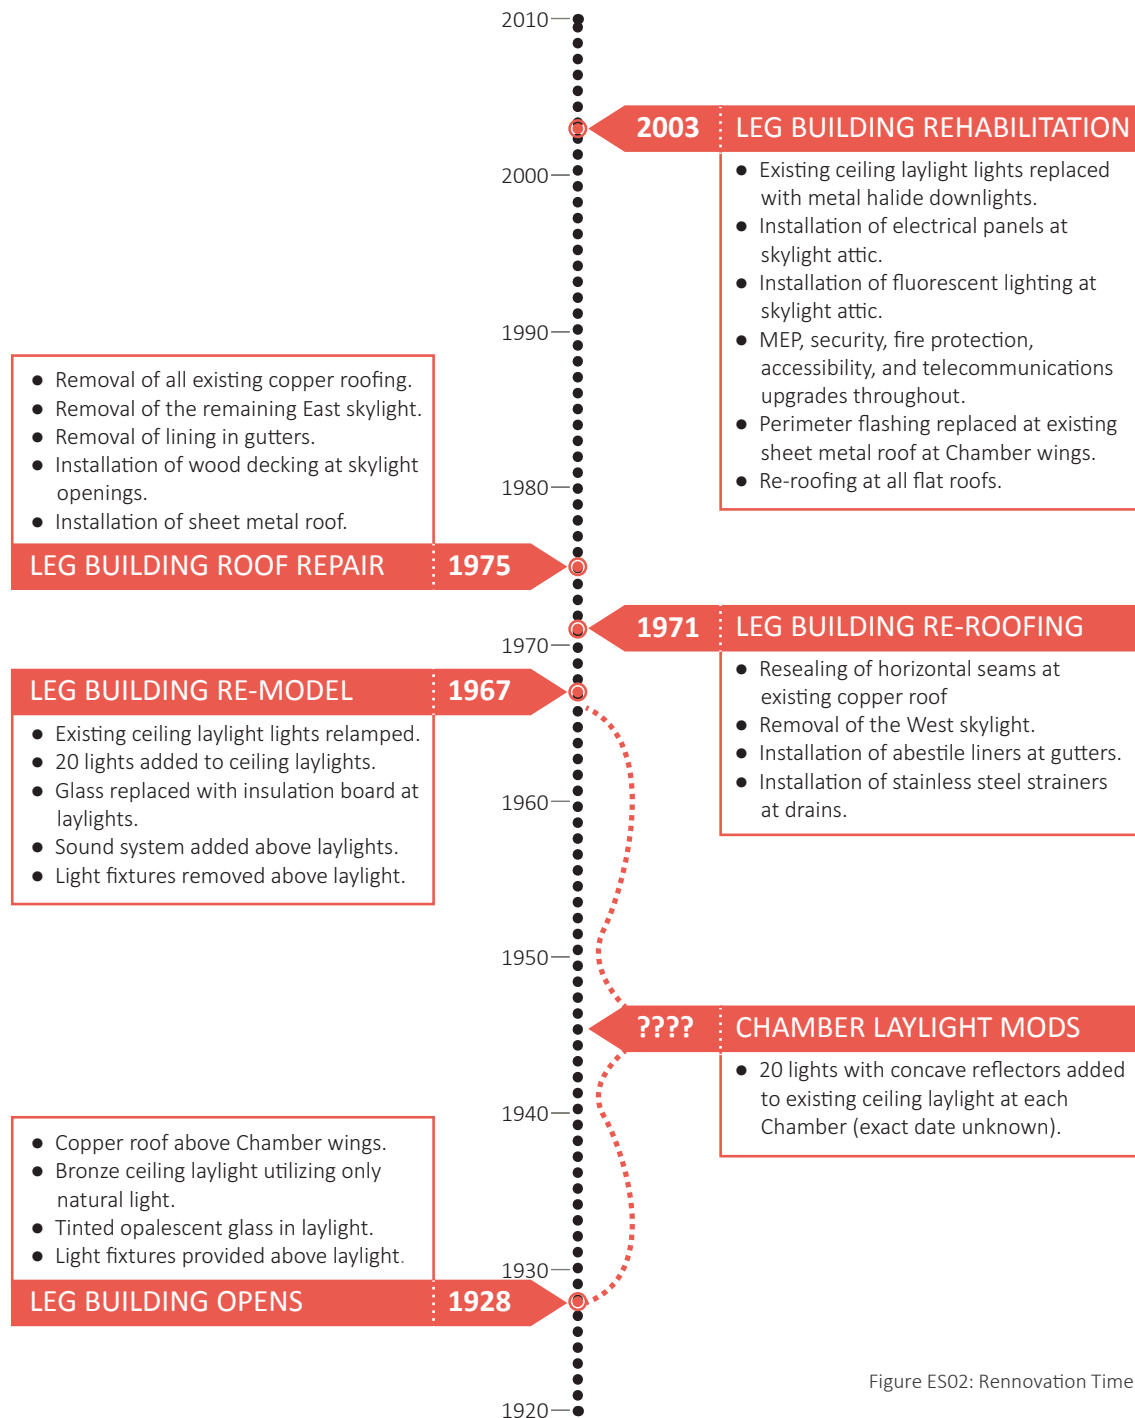 2010
2003 LEG BUILDING REHABILITATION
● Existing ceiling laylight lights replaced
with metal halide downlights.
● Installation of electrical panels at
skylight attic.
● Installation of fluorescent lighting at
skylight attic.
● MEP, security, fire protection,
accessibility, and telecommunications
upgrades throughout.
● Perimeter flashing replaced at existing
sheet metal roof at Chamber wings.
● Re-roofing at all flat roofs.
2000
1990
● Removal of all existing copper roofing.
● Removal of the remaining East skylight.
● Removal of lining in gutters.
● Installation of wood decking at skylight
openings.
● Installation of sheet metal roof.
LEG BUILDING ROOF REPAIR 1975
1980
1971 LEG BUILDING RE-ROOFING
● Resealing of horizontal seams at
existing copper roof
● Removal of the West skylight.
● Installation of abestile liners at gutters.
● Installation of stainless steel strainers
at drains.
1970
LEG BUILDING RE-MODEL 1967
● Existing ceiling laylight lights relamped.
● 20 lights added to ceiling laylights.
● Glass replaced with insulation board at
laylights.
● Sound system added above laylights.
● Light fixtures removed above laylight.
1960
1950
???? CHAMBER LAYLIGHT MODS
● 20 lights with concave reflectors added
to existing ceiling laylight at each
Chamber (exact date unknown).
1940
● Copper roof above Chamber wings.
● Bronze ceiling laylight utilizing only
natural light.
● Tinted opalescent glass in laylight.
● Light fixtures provided above laylight.
1930
LEG BUILDING OPENS 1928
Figure ES02: Rennovation Time
1920